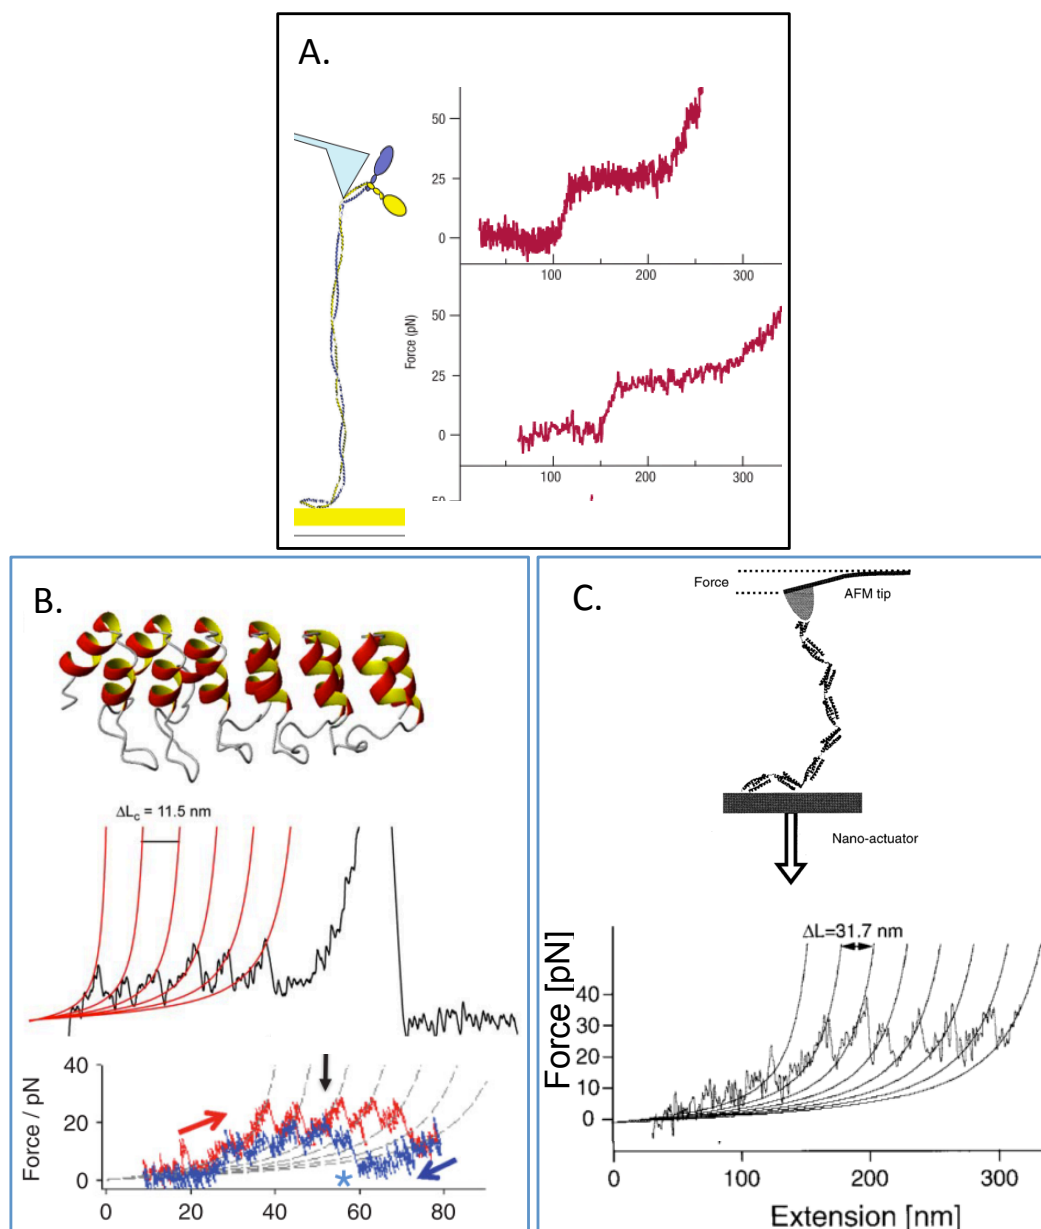 A.
50
25
0
100 200 300
Force (pN)
50
25
0
100 200 300
50
B.
ΔLc = 11.5 nm
Force / pN
40
20
0
*
0 20 40 60 80
C.
Force
AFM tip
Nano-actuator
ΔL=31.7 nm
Force [pN]
40
30
20
10
0
0 100 200 300
Extension [nm]